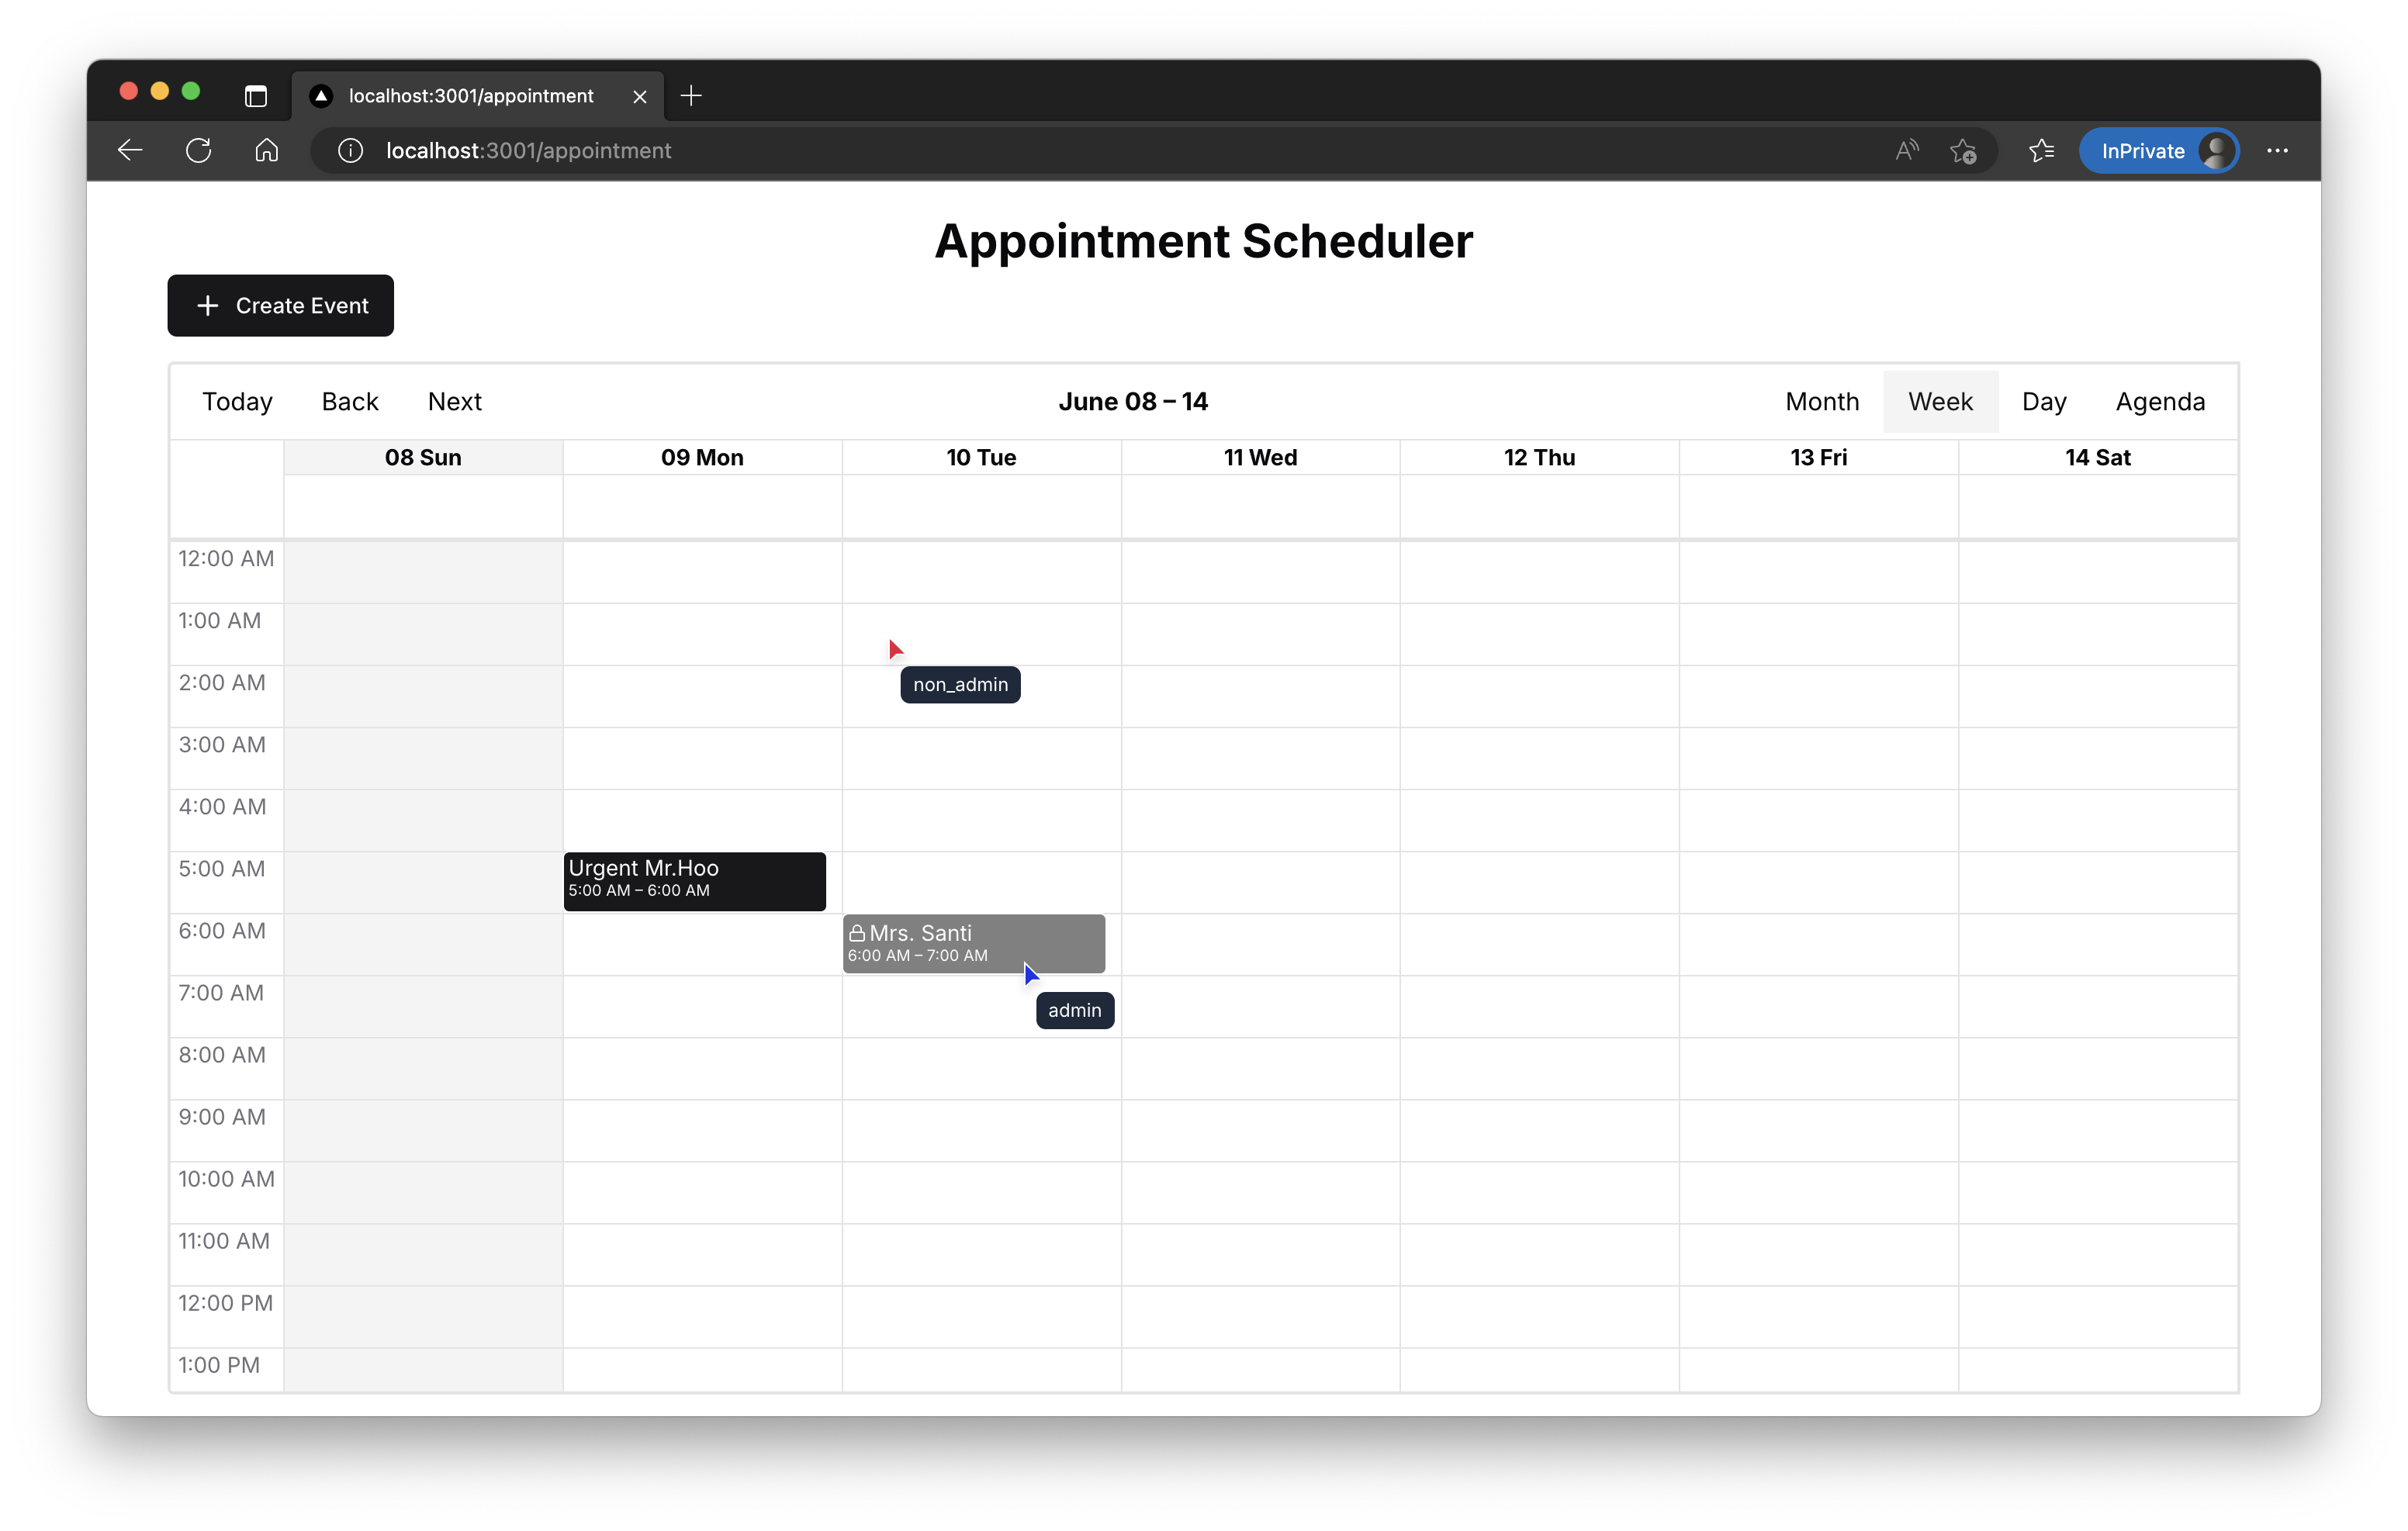 localhost:3001/appointment
localhost:3001/appointment
InPrivate
Appointment Scheduler
Create Event
Today Back Next June 08 – 14 Month Week Day Agenda
08 Sun 09 Mon 10 Tue 11 Wed 12 Thu 13 Fri 14 Sat
12:00 AM
1:00 AM
2:00 AM
non_admin
3:00 AM
4:00 AM
5:00 AM
Urgent Mr.Hoo
5:00 AM – 6:00 AM
6:00 AM
Mrs. Santi
6:00 AM – 7:00 AM
7:00 AM
admin
8:00 AM
9:00 AM
10:00 AM
11:00 AM
12:00 PM
1:00 PM